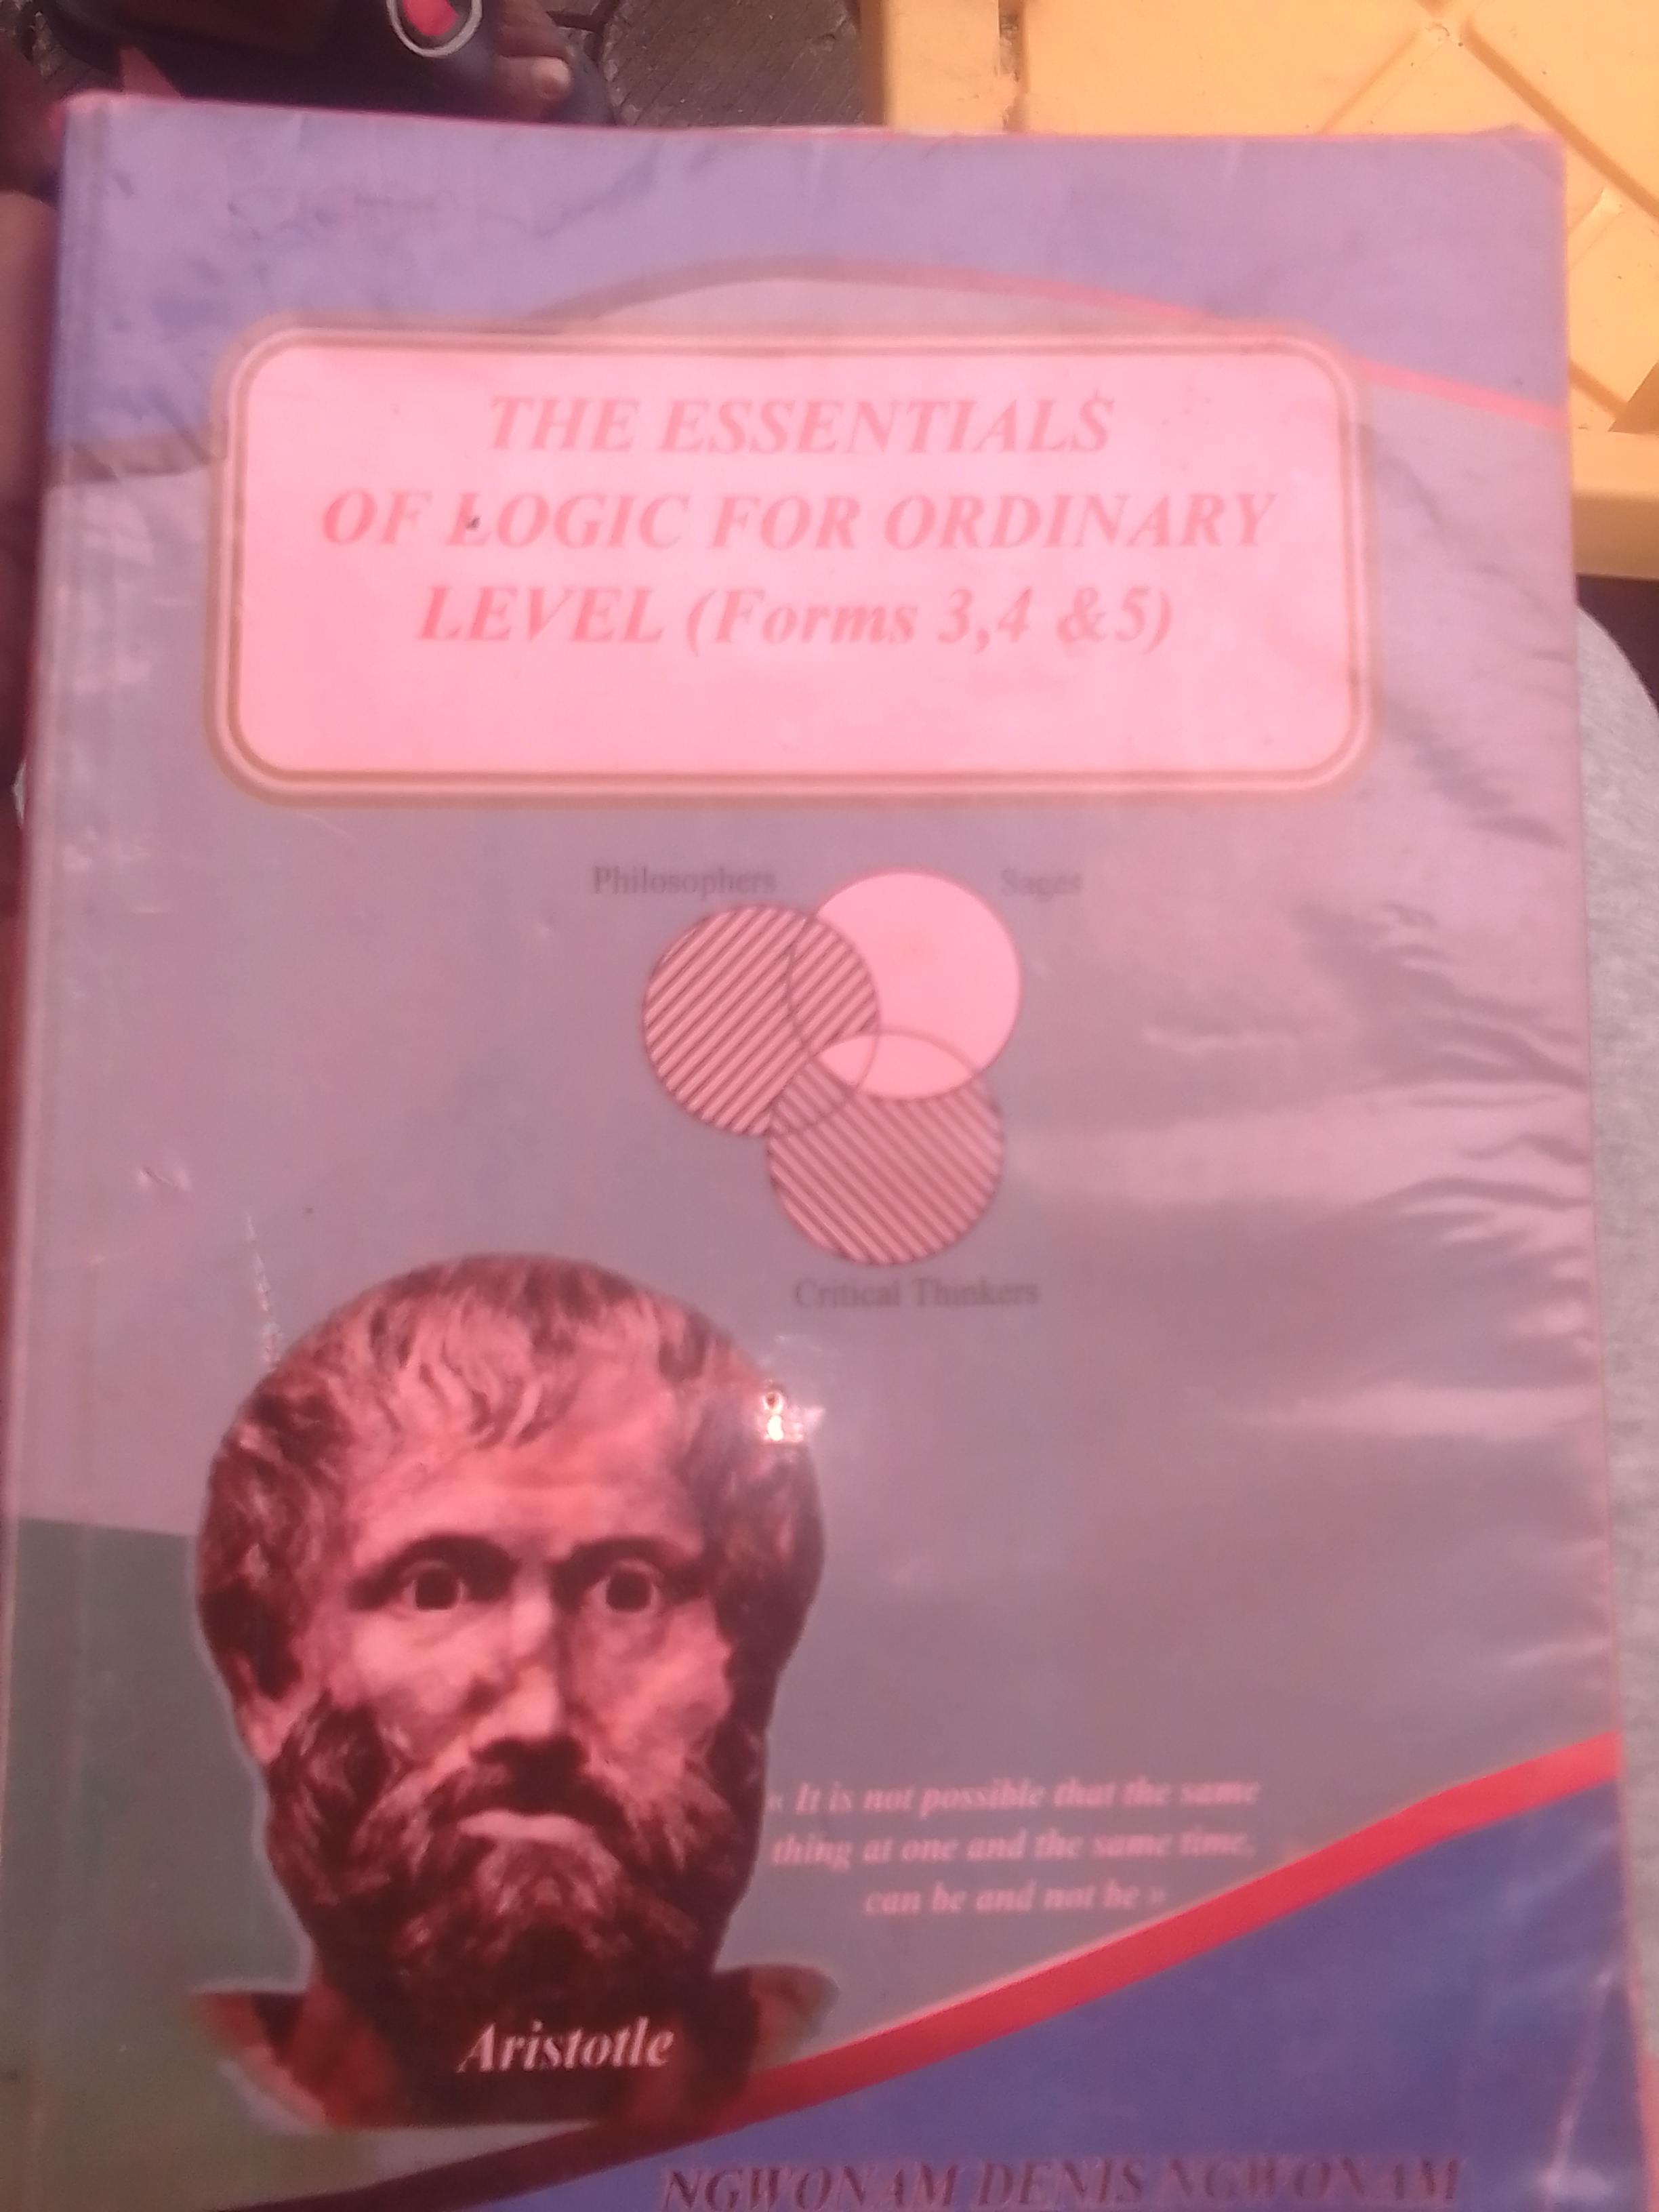 THE ESSENTIALS
OF LOGIC FOR ORDINARY
LEVEL (Forms 3,4 &5)
Philosophers
Sages
Critical Thinkers
« It is not possible that the same
thing at one and the same time,
can be and not be »
Aristotle
NGWONAM DENIS NGWONAM